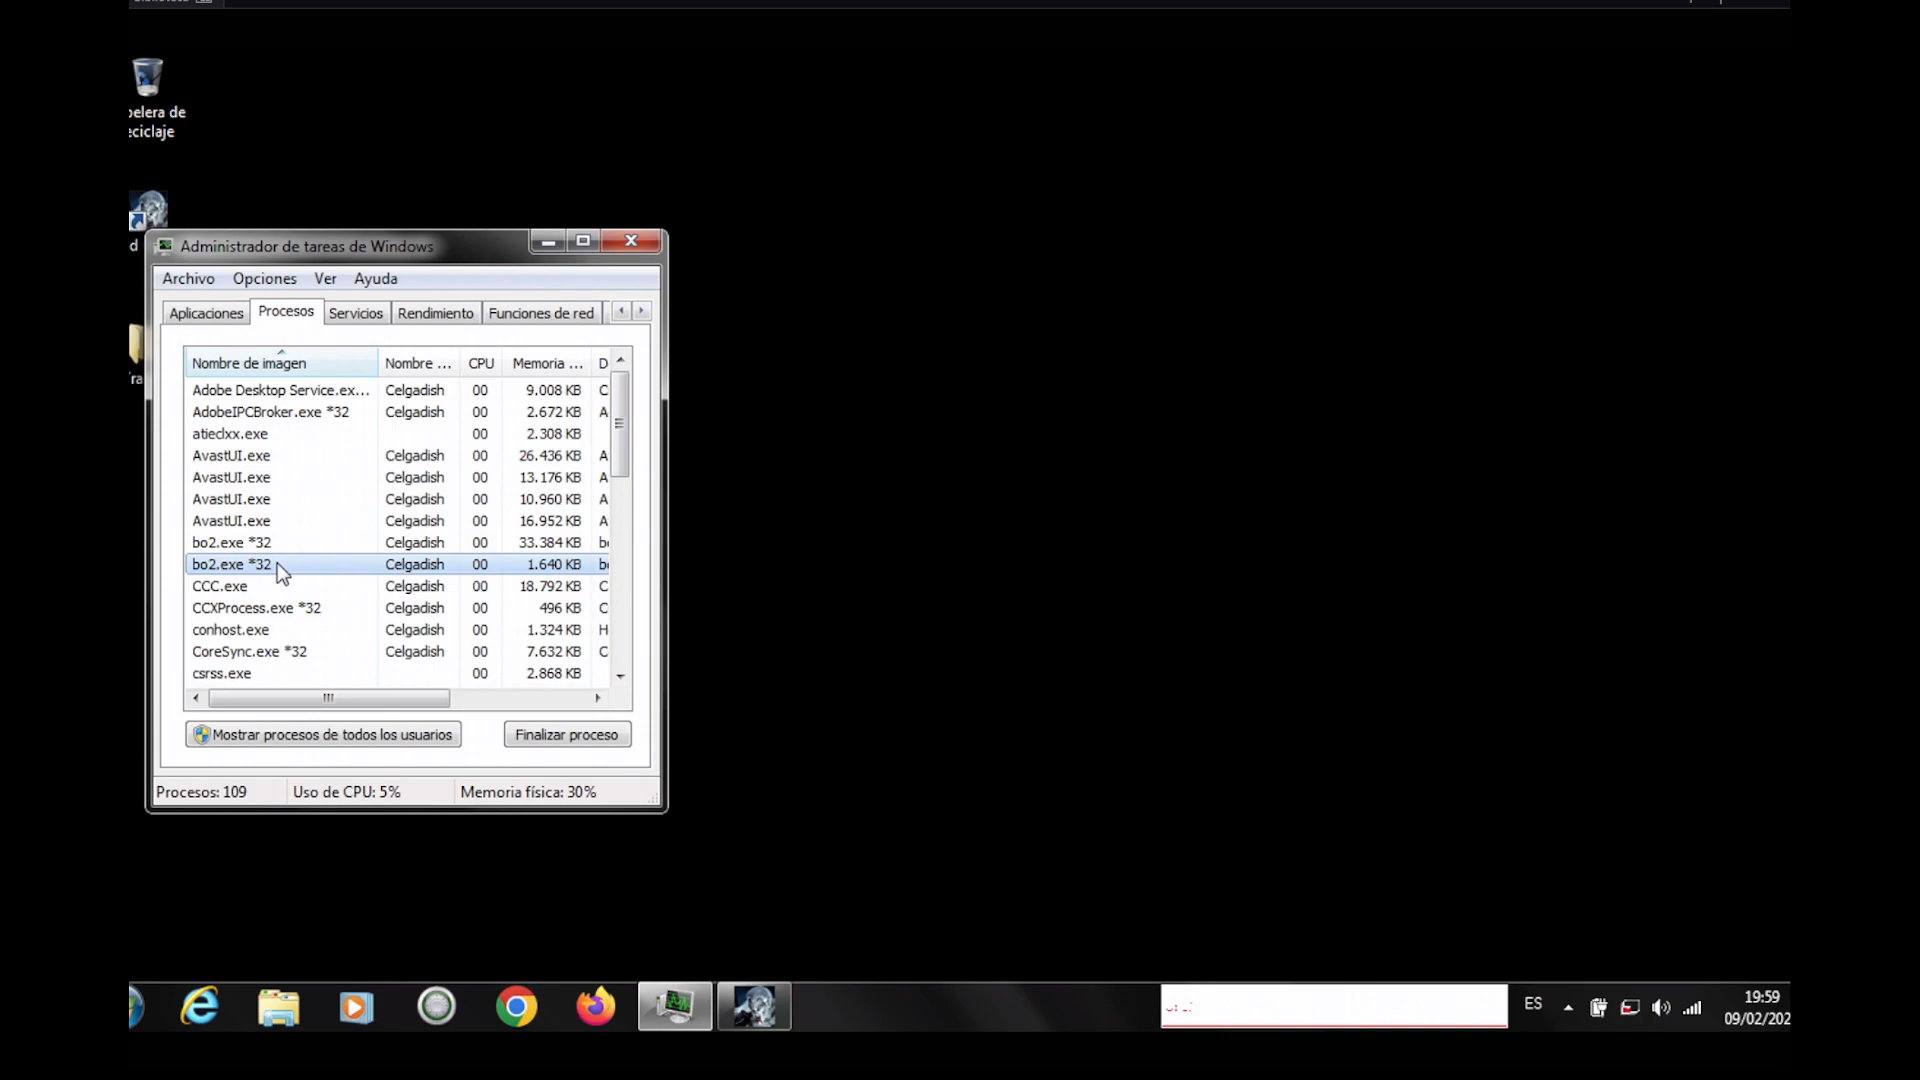 pelera de
eciclaje
d
Administrador de tareas de Windows
Archivo Opciones Ver Ayuda
Aplicaciones Procesos Servicios Rendimiento Funciones de red
Nombre de imagen Nombre ... CPU Memoria ... D
Adobe Desktop Service.ex... Celgadish 00 9.008 KB C
AdobeIPCBroker.exe *32 Celgadish 00 2.672 KB A
atieclxx.exe 00 2.308 KB
AvastUI.exe Celgadish 00 26.436 KB A
AvastUI.exe Celgadish 00 13.176 KB A
AvastUI.exe Celgadish 00 10.960 KB A
AvastUI.exe Celgadish 00 16.952 KB A
bo2.exe *32 Celgadish 00 33.384 KB b
bo2.exe *32 Celgadish 00 1.640 KB b
CCC.exe Celgadish 00 18.792 KB C
CCXProcess.exe *32 Celgadish 00 496 KB C
conhost.exe Celgadish 00 1.324 KB H
CoreSync.exe *32 Celgadish 00 7.632 KB C
csrss.exe 00 2.868 KB
Mostrar procesos de todos los usuarios Finalizar proceso
Procesos: 109 Uso de CPU: 5% Memoria física: 30%
ES
19:59
09/02/202